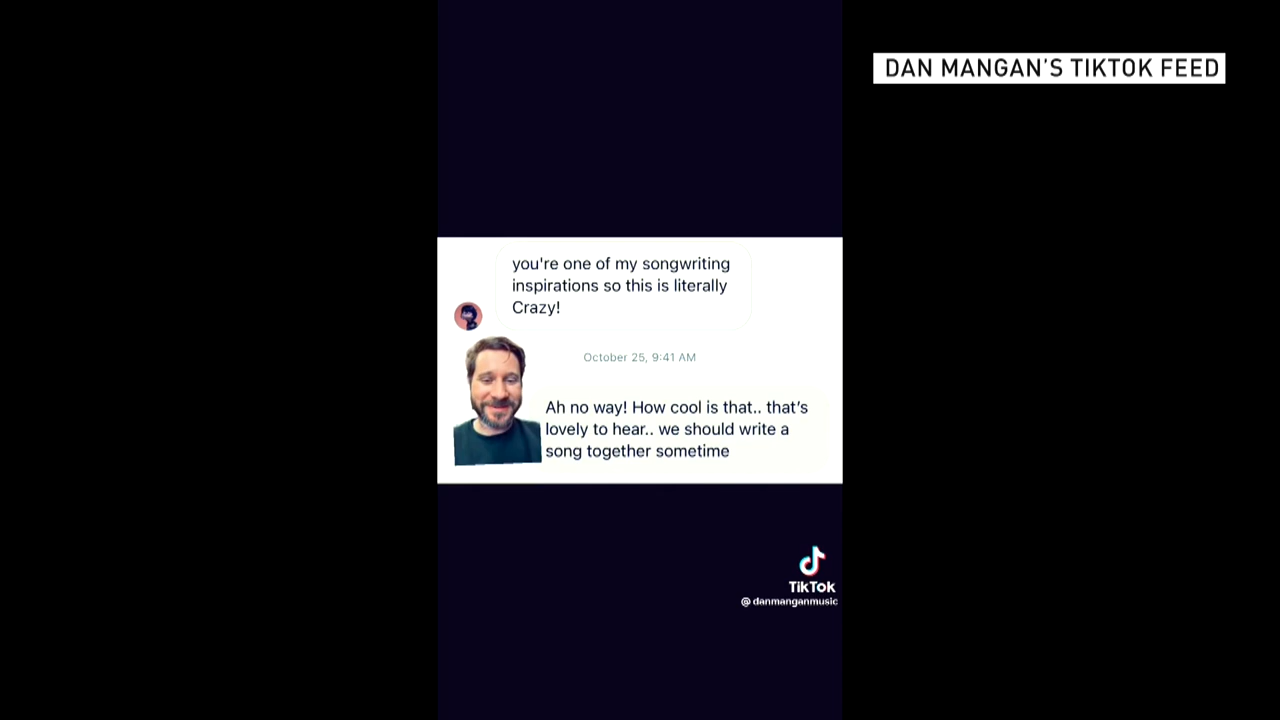 DAN MANGAN'S TIKTOK FEED
you're one of my songwriting
inspirations so this is literally
Crazy!
October 25, 9:41 AM
Ah no way! How cool is that.. that's
lovely to hear.. we should write a
song together sometime
TikTok
@danmanganmusic